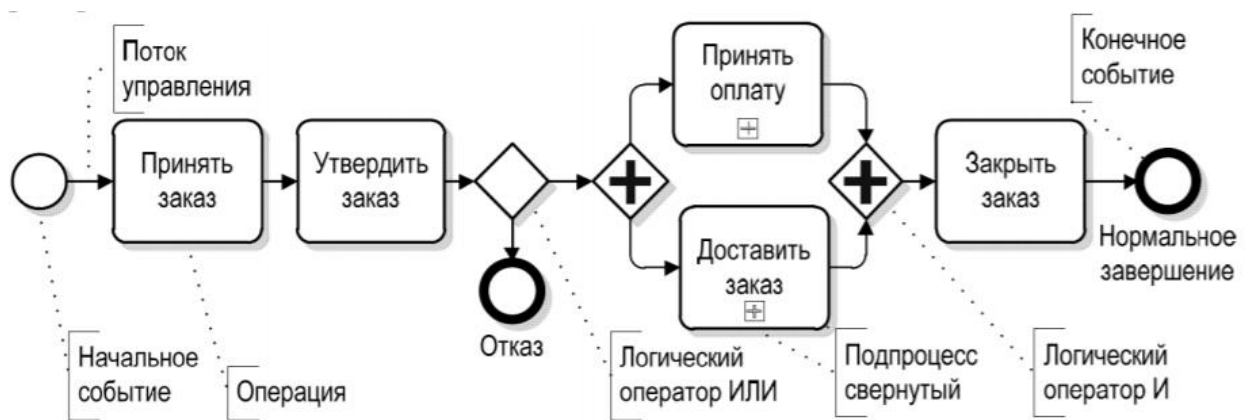 Поток
управления
Принять
заказ
Утвердить
заказ
Принять
оплату
Доставить
заказ
Закрыть
заказ
Конечное
событие
Нормальное
завершение
Отказ
Начальное
событие
Операция
Логический
оператор ИЛИ
Подпроцесс
свернутый
Логический
оператор И